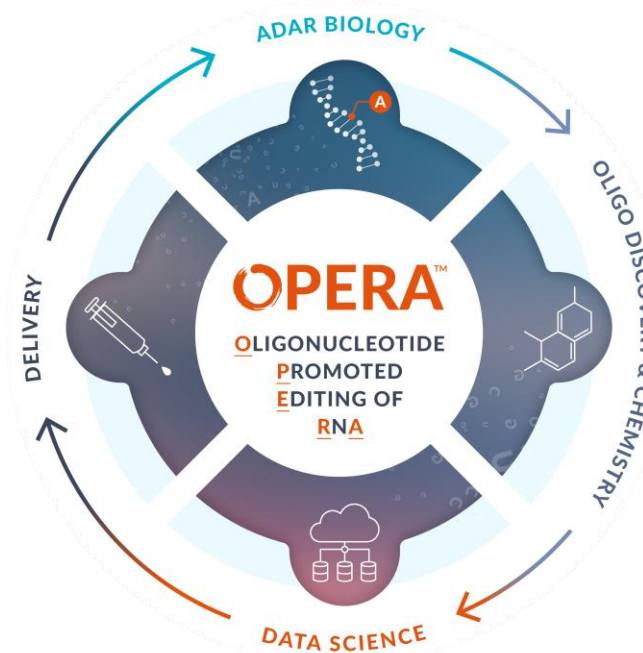 ADAR BIOLOGY
A
OLIGO DISCOVERY & CHEMISTRY
DELIVERY
OPERA™
OLIGONUCLEOTIDE
PROMOTED
EDITING OF
RNA
DATA SCIENCE